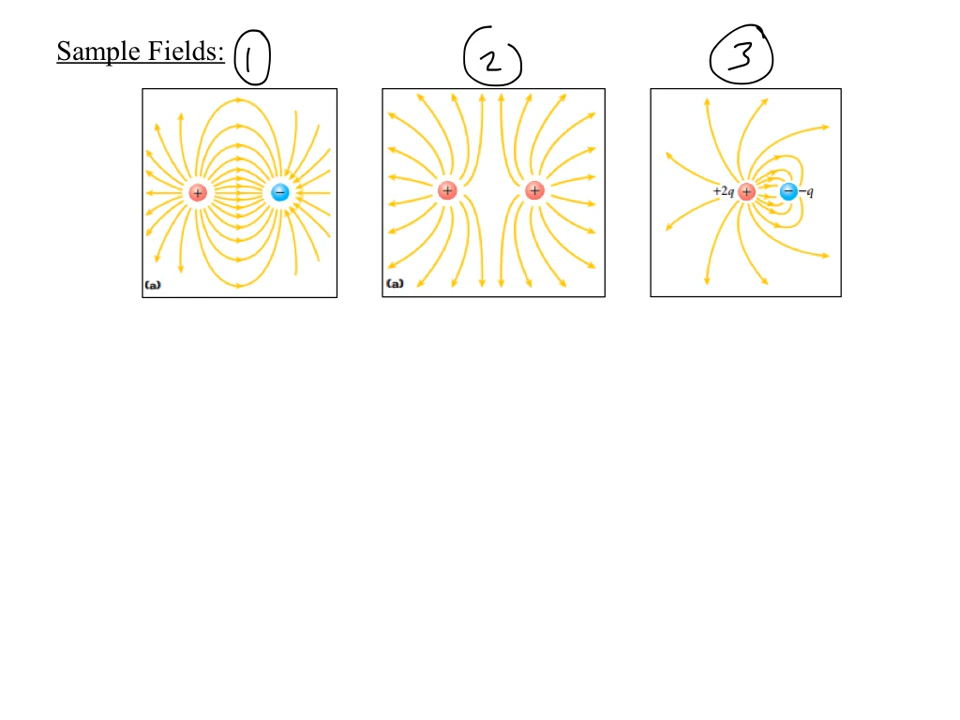 Sample Fields: 1 2 3
+ −
(a)
+ +
(a)
+2q + − −q